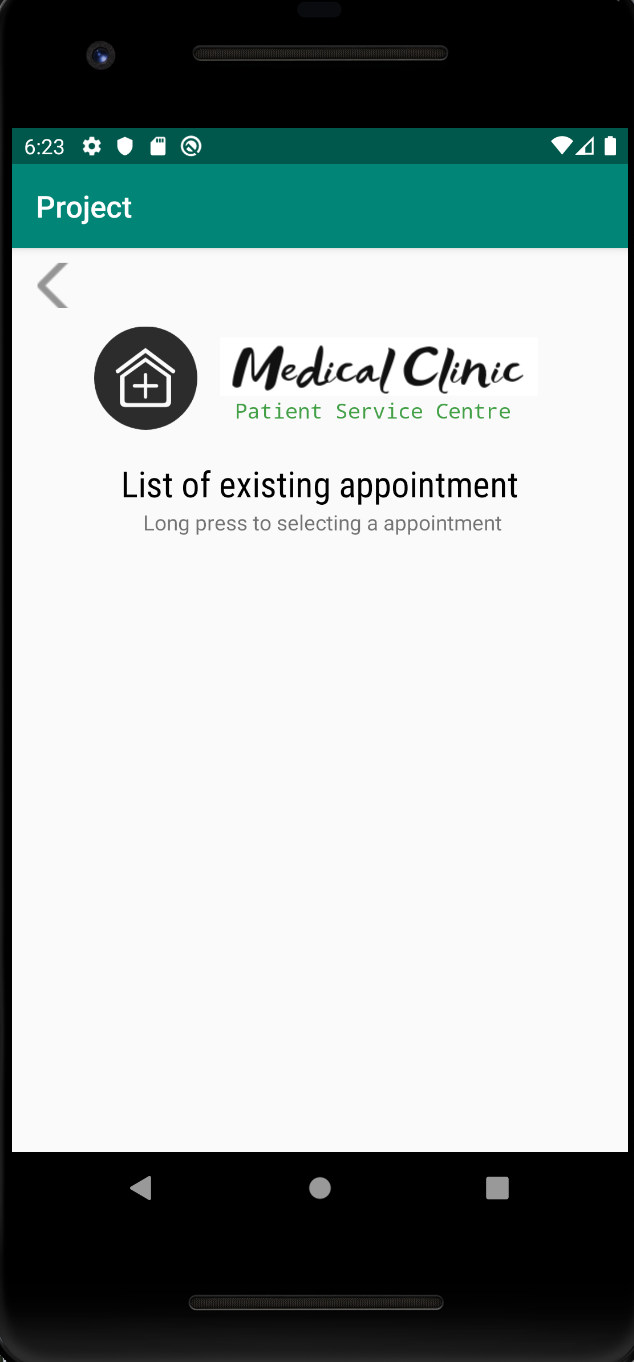 6:23
Project
Medical Clinic
Patient Service Centre
List of existing appointment
Long press to selecting a appointment